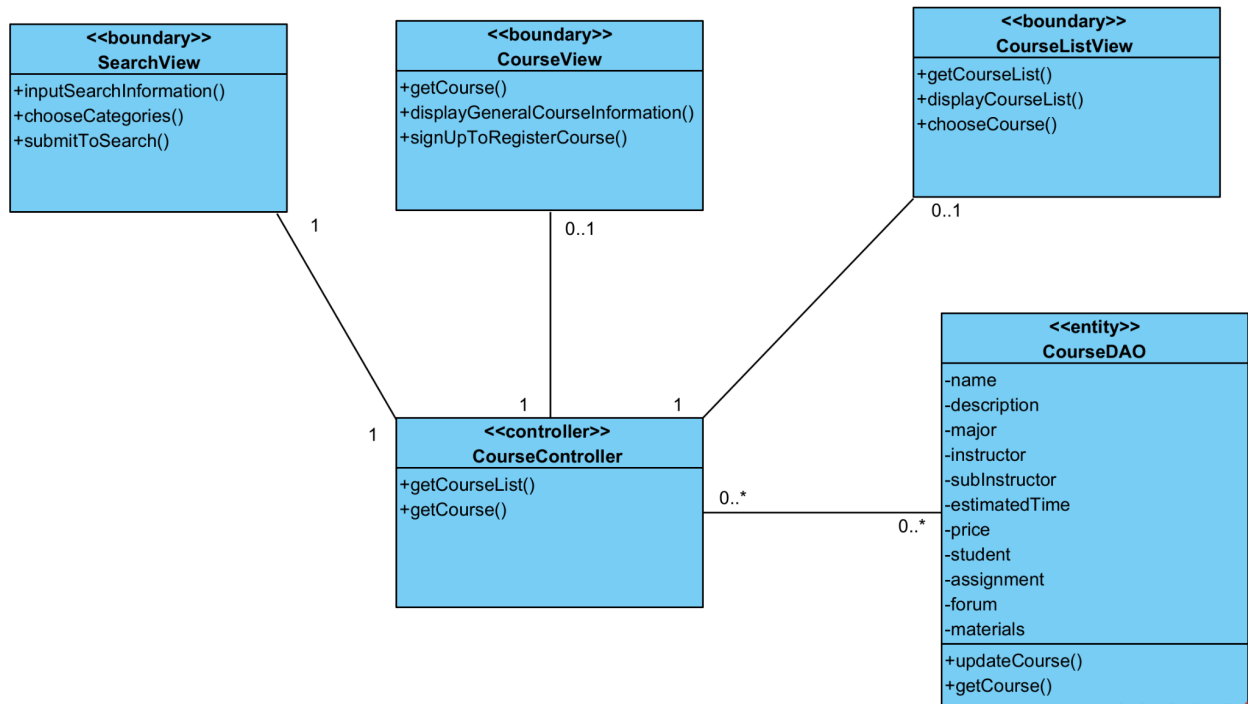 <<boundary>>
SearchView
+inputSearchInformation()
+chooseCategories()
+submitToSearch()
<<boundary>>
CourseView
+getCourse()
+displayGeneralCourseInformation()
+signUpToRegisterCourse()
<<boundary>>
CourseListView
+getCourseList()
+displayCourseList()
+chooseCourse()
1
0..1
0..1
1
1
1
<<controller>>
CourseController
+getCourseList()
+getCourse()
0..*
0..*
<<entity>>
CourseDAO
-name
-description
-major
-instructor
-subInstructor
-estimatedTime
-price
-student
-assignment
-forum
-materials
+updateCourse()
+getCourse()